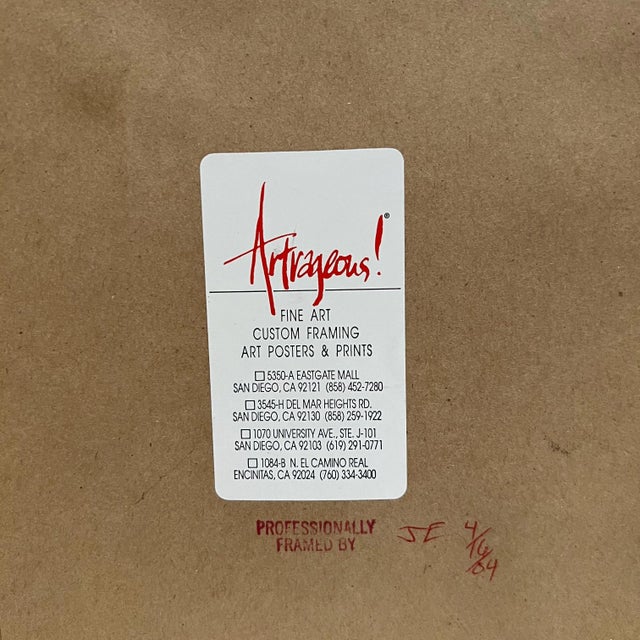 Artrageous!®
FINE ART
CUSTOM FRAMING
ART POSTERS & PRINTS
☐ 5350-A EASTGATE MALL
SAN DIEGO, CA 92121 (858) 452-7280
☐ 3545-H DEL MAR HEIGHTS RD.
SAN DIEGO, CA 92130 (858) 259-1922
☐ 1070 UNIVERSITY AVE., STE. J-101
SAN DIEGO, CA 92103 (619) 291-0771
☐ 1084-B N. EL CAMINO REAL
ENCINITAS, CA 92024 (760) 334-3400
PROFESSIONALLY
FRAMED BY
JE 4/16/04